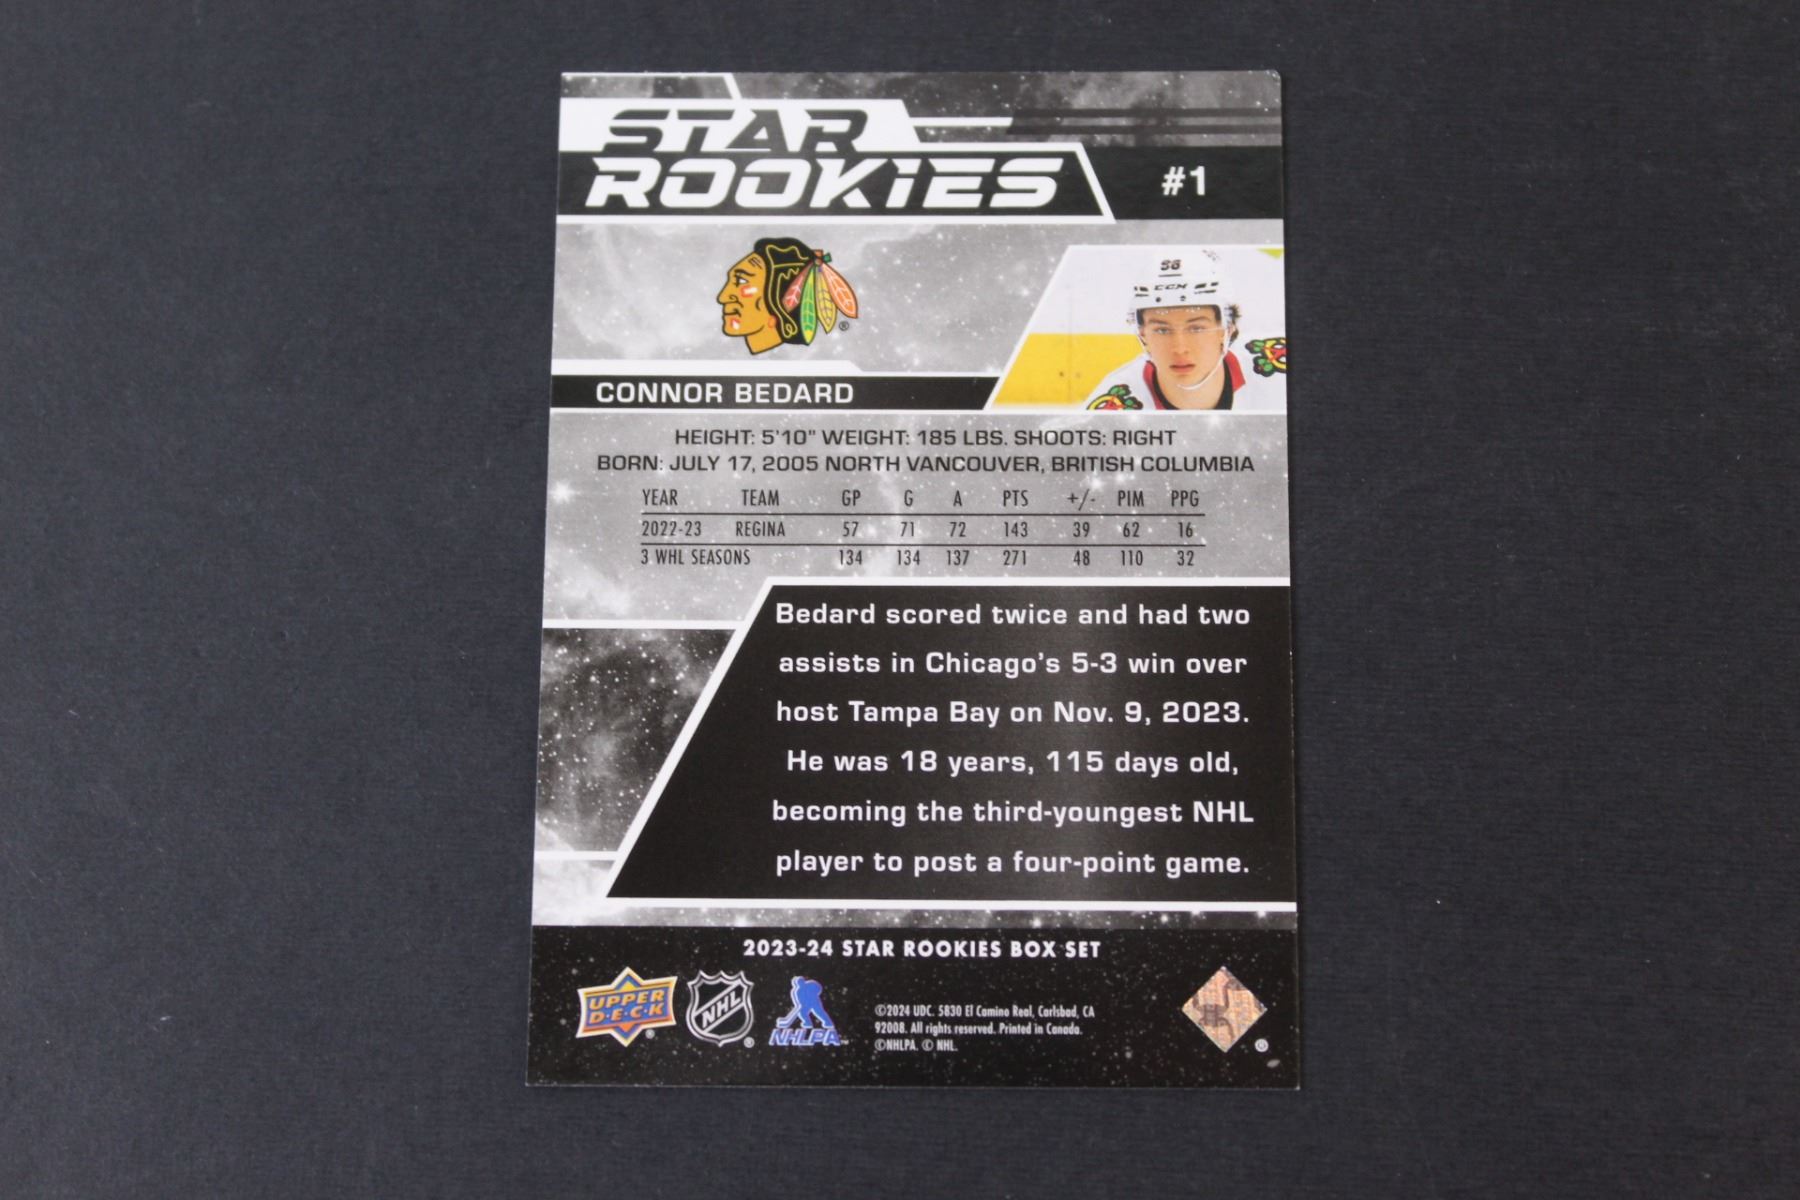 STAR
ROOKIES
#1
98
CCM
CONNOR BEDARD
HEIGHT: 5'10" WEIGHT: 185 LBS. SHOOTS: RIGHT
BORN: JULY 17, 2005 NORTH VANCOUVER, BRITISH COLUMBIA
YEAR TEAM GP G A PTS +/- PIM PPG
2022-23 REGINA 57 71 72 143 39 62 16
3 WHL SEASONS 134 134 137 271 48 110 32
Bedard scored twice and had two
assists in Chicago's 5-3 win over
host Tampa Bay on Nov. 9, 2023.
He was 18 years, 115 days old,
becoming the third-youngest NHL
player to post a four-point game.
2023-24 STAR ROOKIES BOX SET
UPPER
D·E·C·K
NHL
NHLPA
©2024 UDC. 5830 El Camino Real, Carlsbad, CA
92008. All rights reserved. Printed in Canada.
©NHLPA. © NHL.